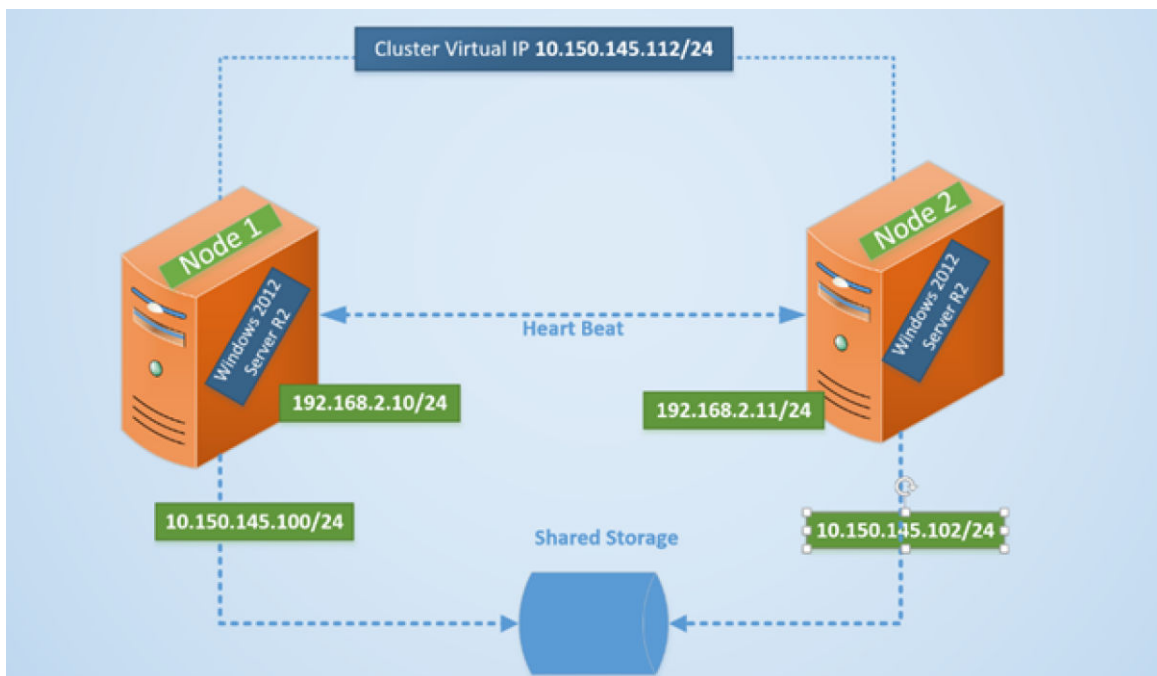 Cluster Virtual IP 10.150.145.112/24
Node 1
Windows 2012
Server R2
Node 2
Windows 2012
Server R2
Heart Beat
192.168.2.10/24
192.168.2.11/24
10.150.145.100/24
10.150.145.102/24
Shared Storage